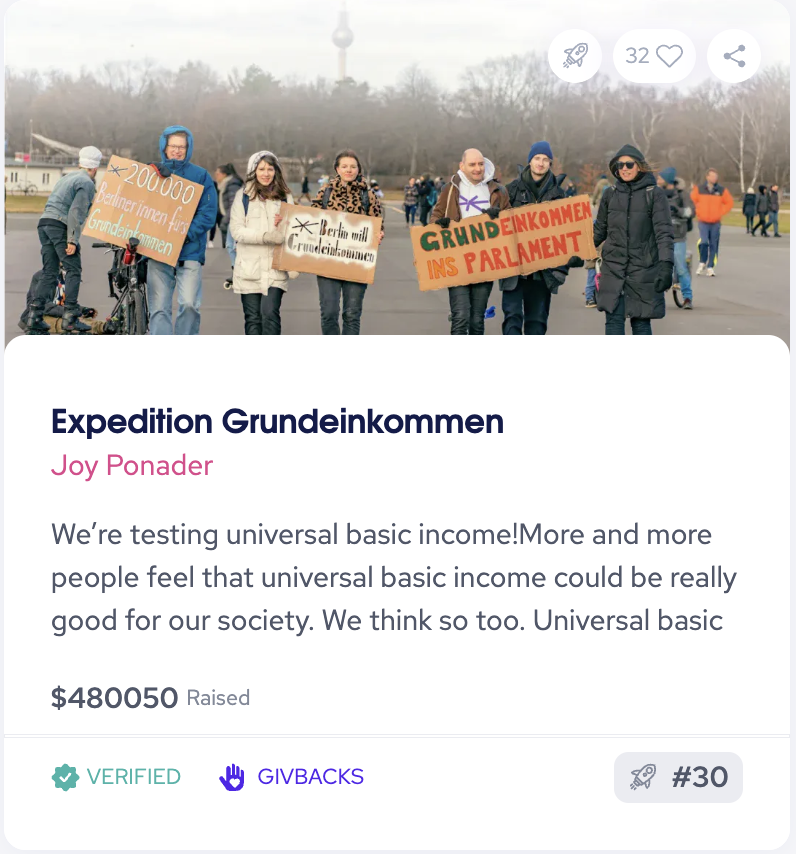 32
200.000
Berliner:innen fürs
Grundeinkommen
Berlin will
Grundeinkommen
GRUNDEINKOMMEN
INS PARLAMENT
Expedition Grundeinkommen
Joy Ponader
We’re testing universal basic income!More and more
people feel that universal basic income could be really
good for our society. We think so too. Universal basic
$480050 Raised
VERIFIED
GIVBACKS
#30